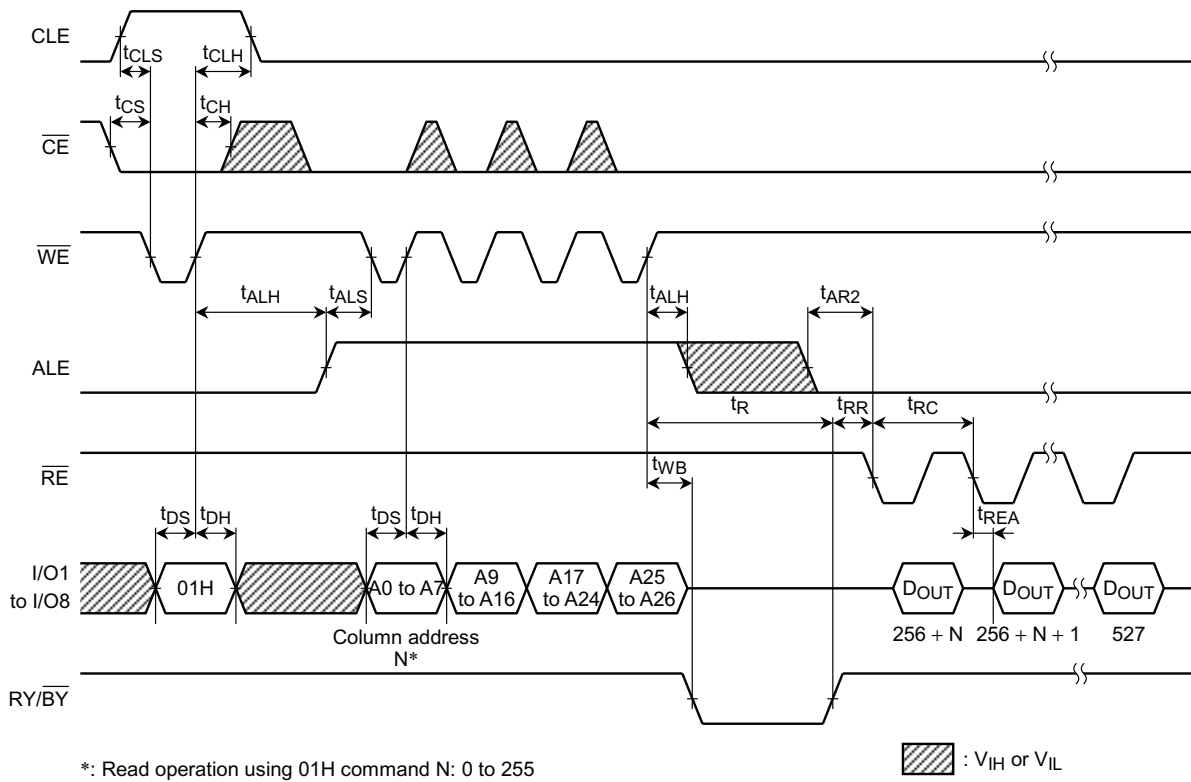 CLE
tCLS
tCLH
tCS
tCH
CE
WE
tALH
tALS
tALH
tAR2
ALE
tR
tRR
tRC
RE
tWB
tDS
tDH
tDS
tDH
tREA
I/O1
to I/O8
01H
A0 to A7
A9
to A16
A17
to A24
A25
to A26
DOUT
DOUT
DOUT
256 + N
256 + N + 1
527
Column address
N*
RY/BY
*: Read operation using 01H command N: 0 to 255
: VIH or VIL